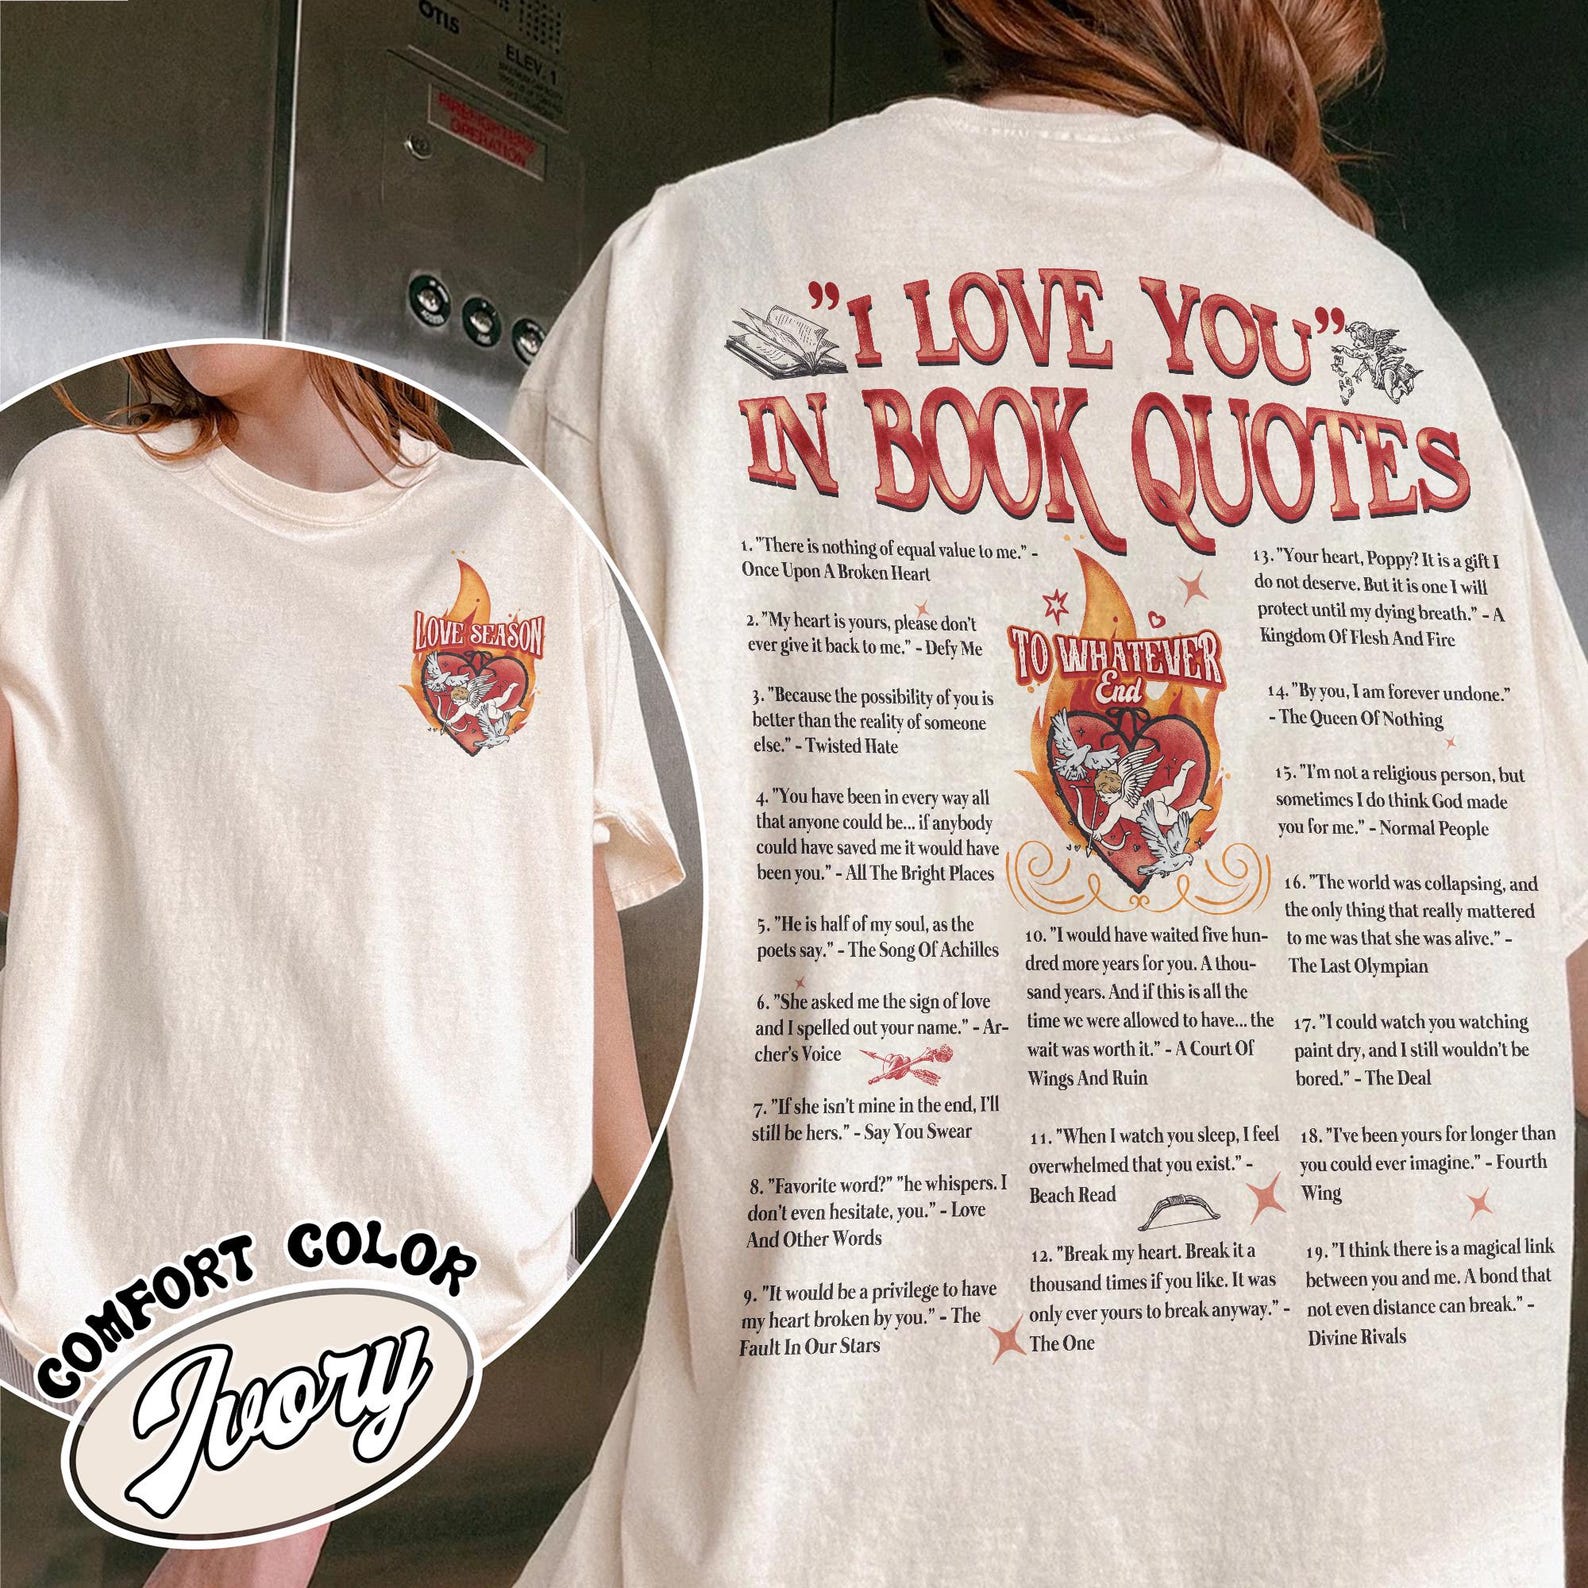 OTIS
ELEV. 1
FIREFIGHTERS
OPERATION
LOVE SEASON
COMFORT COLOR
Ivory
"I LOVE YOU"
IN BOOK QUOTES
1. "There is nothing of equal value to me." -
Once Upon A Broken Heart
2. "My heart is yours, please don't
ever give it back to me." - Defy Me
3. "Because the possibility of you is
better than the reality of someone
else." - Twisted Hate
4. "You have been in every way all
that anyone could be... if anybody
could have saved me it would have
been you." - All The Bright Places
5. "He is half of my soul, as the
poets say." - The Song Of Achilles
6. "She asked me the sign of love
and I spelled out your name." - Ar-
cher's Voice
7. "If she isn't mine in the end, I'll
still be hers." - Say You Swear
8. "Favorite word?" "he whispers. I
don't even hesitate, you." - Love
And Other Words
9. "It would be a privilege to have
my heart broken by you." - The
Fault In Our Stars
TO WHATEVER
End
10. "I would have waited five hun-
dred more years for you. A thou-
sand years. And if this is all the
time we were allowed to have... the
wait was worth it." - A Court Of
Wings And Ruin
11. "When I watch you sleep, I feel
overwhelmed that you exist." -
Beach Read
12. "Break my heart. Break it a
thousand times if you like. It was
only ever yours to break anyway." -
The One
13. "Your heart, Poppy? It is a gift I
do not deserve. But it is one I will
protect until my dying breath." - A
Kingdom Of Flesh And Fire
14. "By you, I am forever undone."
- The Queen Of Nothing
15. "I'm not a religious person, but
sometimes I do think God made
you for me." - Normal People
16. "The world was collapsing, and
the only thing that really mattered
to me was that she was alive." -
The Last Olympian
17. "I could watch you watching
paint dry, and I still wouldn't be
bored." - The Deal
18. "I've been yours for longer than
you could ever imagine." - Fourth
Wing
19. "I think there is a magical link
between you and me. A bond that
not even distance can break." -
Divine Rivals